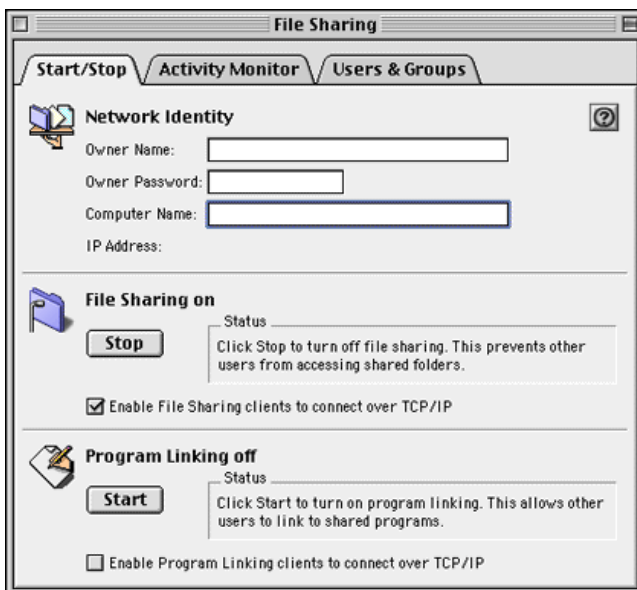 File Sharing
Start/Stop
Activity Monitor
Users & Groups
Network Identity
?
Owner Name:
Owner Password:
Computer Name:
IP Address:
File Sharing on
Stop
Status
Click Stop to turn off file sharing. This prevents other
users from accessing shared folders.
Enable File Sharing clients to connect over TCP/IP
Program Linking off
Start
Status
Click Start to turn on program linking. This allows other
users to link to shared programs.
Enable Program Linking clients to connect over TCP/IP